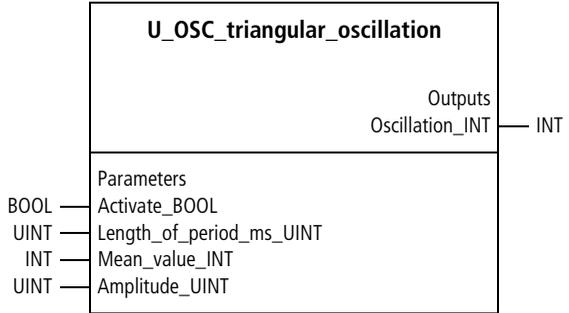 U_OSC_triangular_oscillation
Outputs
Oscillation_INT INT
Parameters
BOOL Activate_BOOL
UINT Length_of_period_ms_UINT
INT Mean_value_INT
UINT Amplitude_UINT